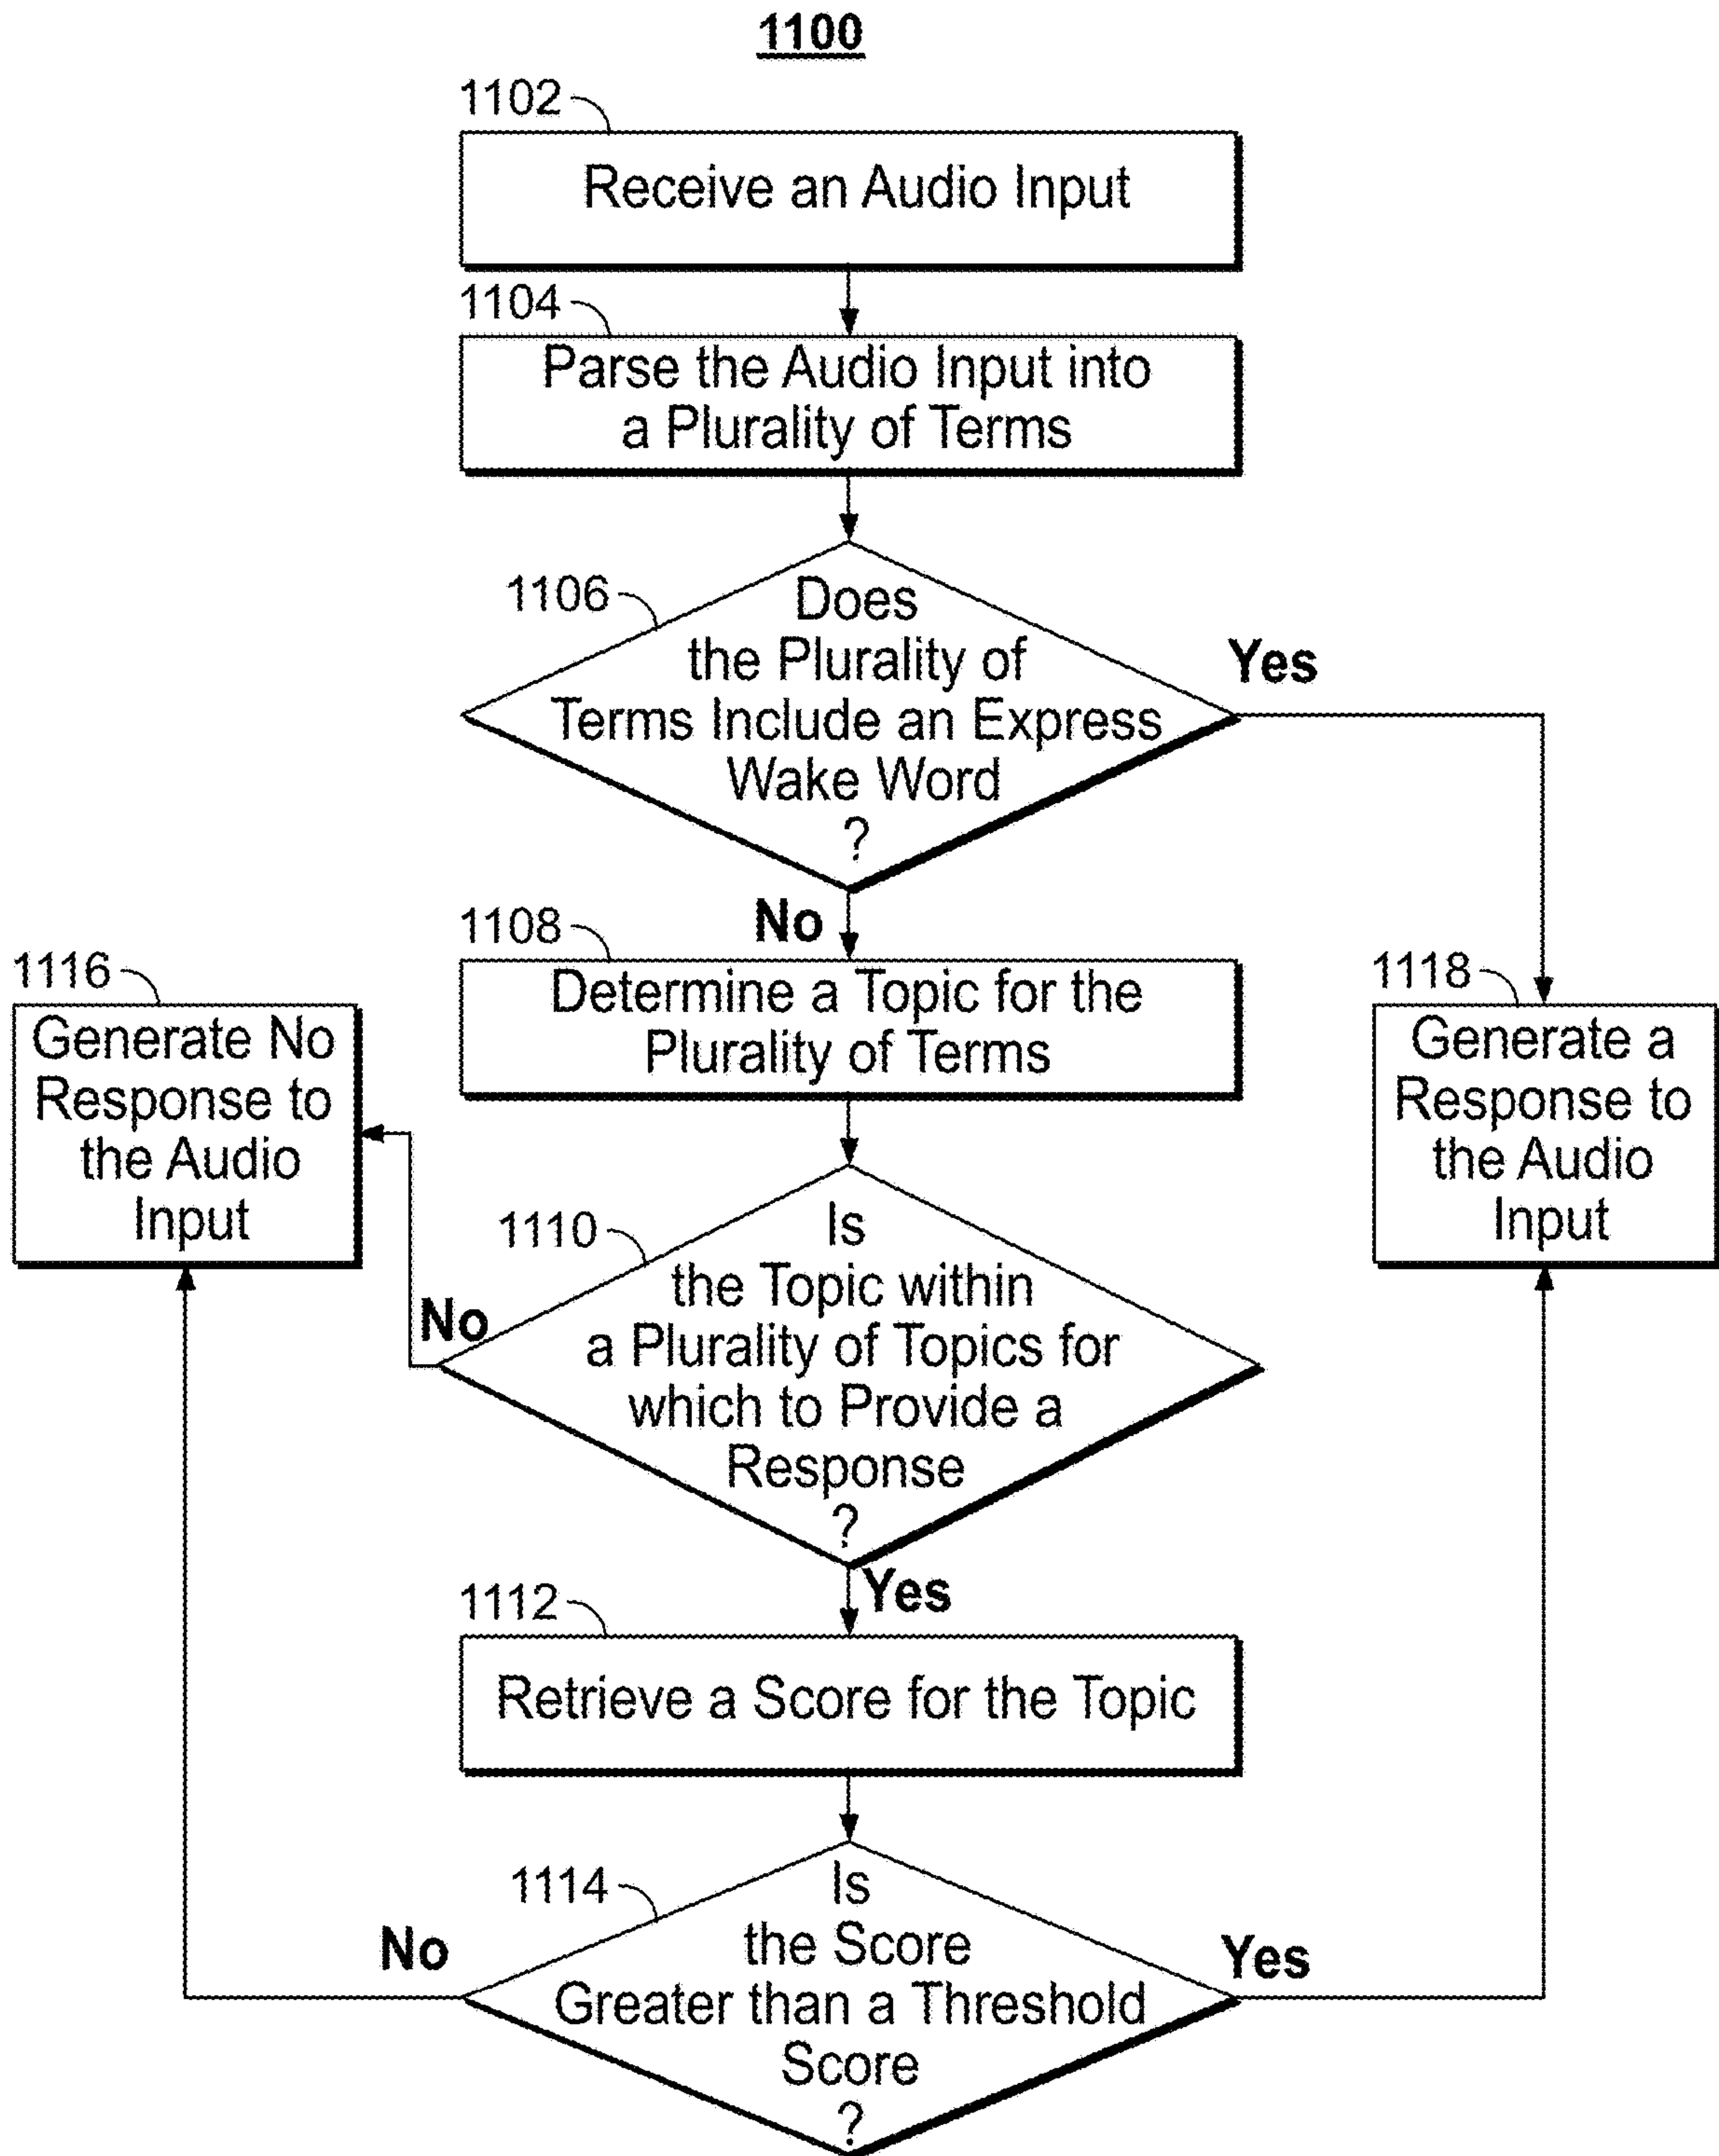 1100
1102
Receive an Audio Input
1104
Parse the Audio Input into
a Plurality of Terms
1106
Does
the Plurality of
Terms Include an Express
Wake Word
?
Yes
No
1108
Determine a Topic for the
Plurality of Terms
1116
Generate No
Response to
the Audio
Input
1118
Generate a
Response to
the Audio
Input
1110
Is
the Topic within
a Plurality of Topics for
which to Provide a
Response
?
No
Yes
1112
Retrieve a Score for the Topic
1114
Is
the Score
Greater than a Threshold
Score
?
No
Yes